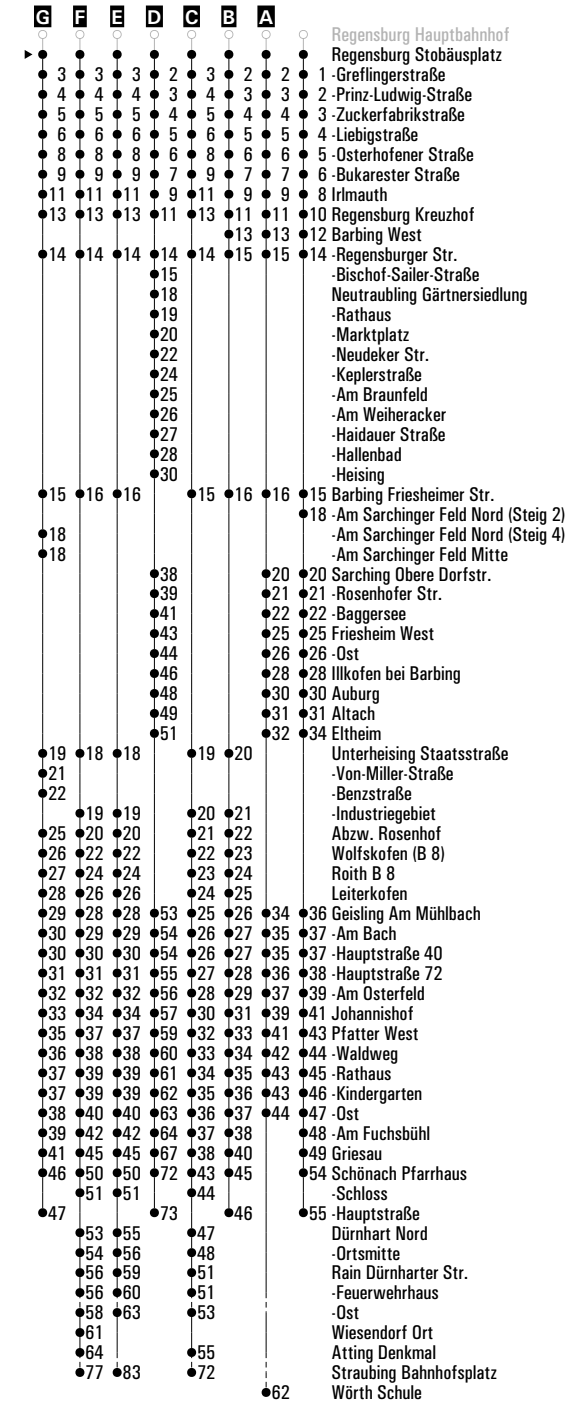 G F E D C B A
Regensburg Hauptbahnhof
Regensburg Stobäusplatz
3 3 3 2 3 2 2 1 -Greflingerstraße
4 4 4 3 4 3 3 2 -Prinz-Ludwig-Straße
5 5 5 4 5 4 4 3 -Zuckerfabrikstraße
6 6 6 5 6 5 5 4 -Liebigstraße
8 8 8 6 8 6 6 5 -Osterhofener Straße
9 9 9 7 9 7 7 6 -Bukarester Straße
11 11 11 9 11 9 9 8 Irlmauth
13 13 13 11 13 11 11 10 Regensburg Kreuzhof
13 13 12 Barbing West
14 14 14 14 14 15 15 14 -Regensburger Str.
15 -Bischof-Sailer-Straße
18 Neutraubling Gärtnersiedlung
19 -Rathaus
20 -Marktplatz
22 -Neudeker Str.
24 -Keplerstraße
25 -Am Braunfeld
26 -Am Weiheracker
27 -Haidauer Straße
28 -Hallenbad
30 -Heising
15 16 16 15 16 16 15 Barbing Friesheimer Str.
18 -Am Sarchinger Feld Nord (Steig 2)
18 -Am Sarchinger Feld Nord (Steig 4)
18 -Am Sarchinger Feld Mitte
38 20 20 Sarching Obere Dorfstr.
39 21 21 -Rosenhofer Str.
41 22 22 -Baggersee
43 25 25 Friesheim West
44 26 26 -Ost
46 28 28 Illkofen bei Barbing
48 30 30 Auburg
49 31 31 Altach
51 32 34 Eltheim
19 18 18 19 20 Unterheising Staatsstraße
21 -Von-Miller-Straße
22 -Benzstraße
19 19 20 21 -Industriegebiet
25 20 20 21 22 Abzw. Rosenhof
26 22 22 22 23 Wolfskofen (B 8)
27 24 24 23 24 Roith B 8
28 26 26 24 25 Leiterkofen
29 28 28 53 25 26 34 36 Geisling Am Mühlbach
30 29 29 54 26 27 35 37 -Am Bach
30 30 30 54 26 27 35 37 -Hauptstraße 40
31 31 31 55 27 28 36 38 -Hauptstraße 72
32 32 32 56 28 29 37 39 -Am Osterfeld
33 34 34 57 30 31 39 41 Johannishof
35 37 37 59 32 33 41 43 Pfatter West
36 38 38 60 33 34 42 44 -Waldweg
37 39 39 61 34 35 43 45 -Rathaus
37 39 39 62 35 36 43 46 -Kindergarten
38 40 40 63 36 37 44 47 -Ost
39 42 42 64 37 38 48 -Am Fuchsbühl
41 45 45 67 38 40 49 Griesau
46 50 50 72 43 45 54 Schönach Pfarrhaus
51 51 44 -Schloss
47 73 46 55 -Hauptstraße
53 55 47 Dürnhart Nord
54 56 48 -Ortsmitte
56 59 51 Rain Dürnharter Str.
56 60 51 -Feuerwehrhaus
58 63 53 -Ost
61 Wiesendorf Ort
64 55 Atting Denkmal
77 83 72 Straubing Bahnhofsplatz
62 Wörth Schule